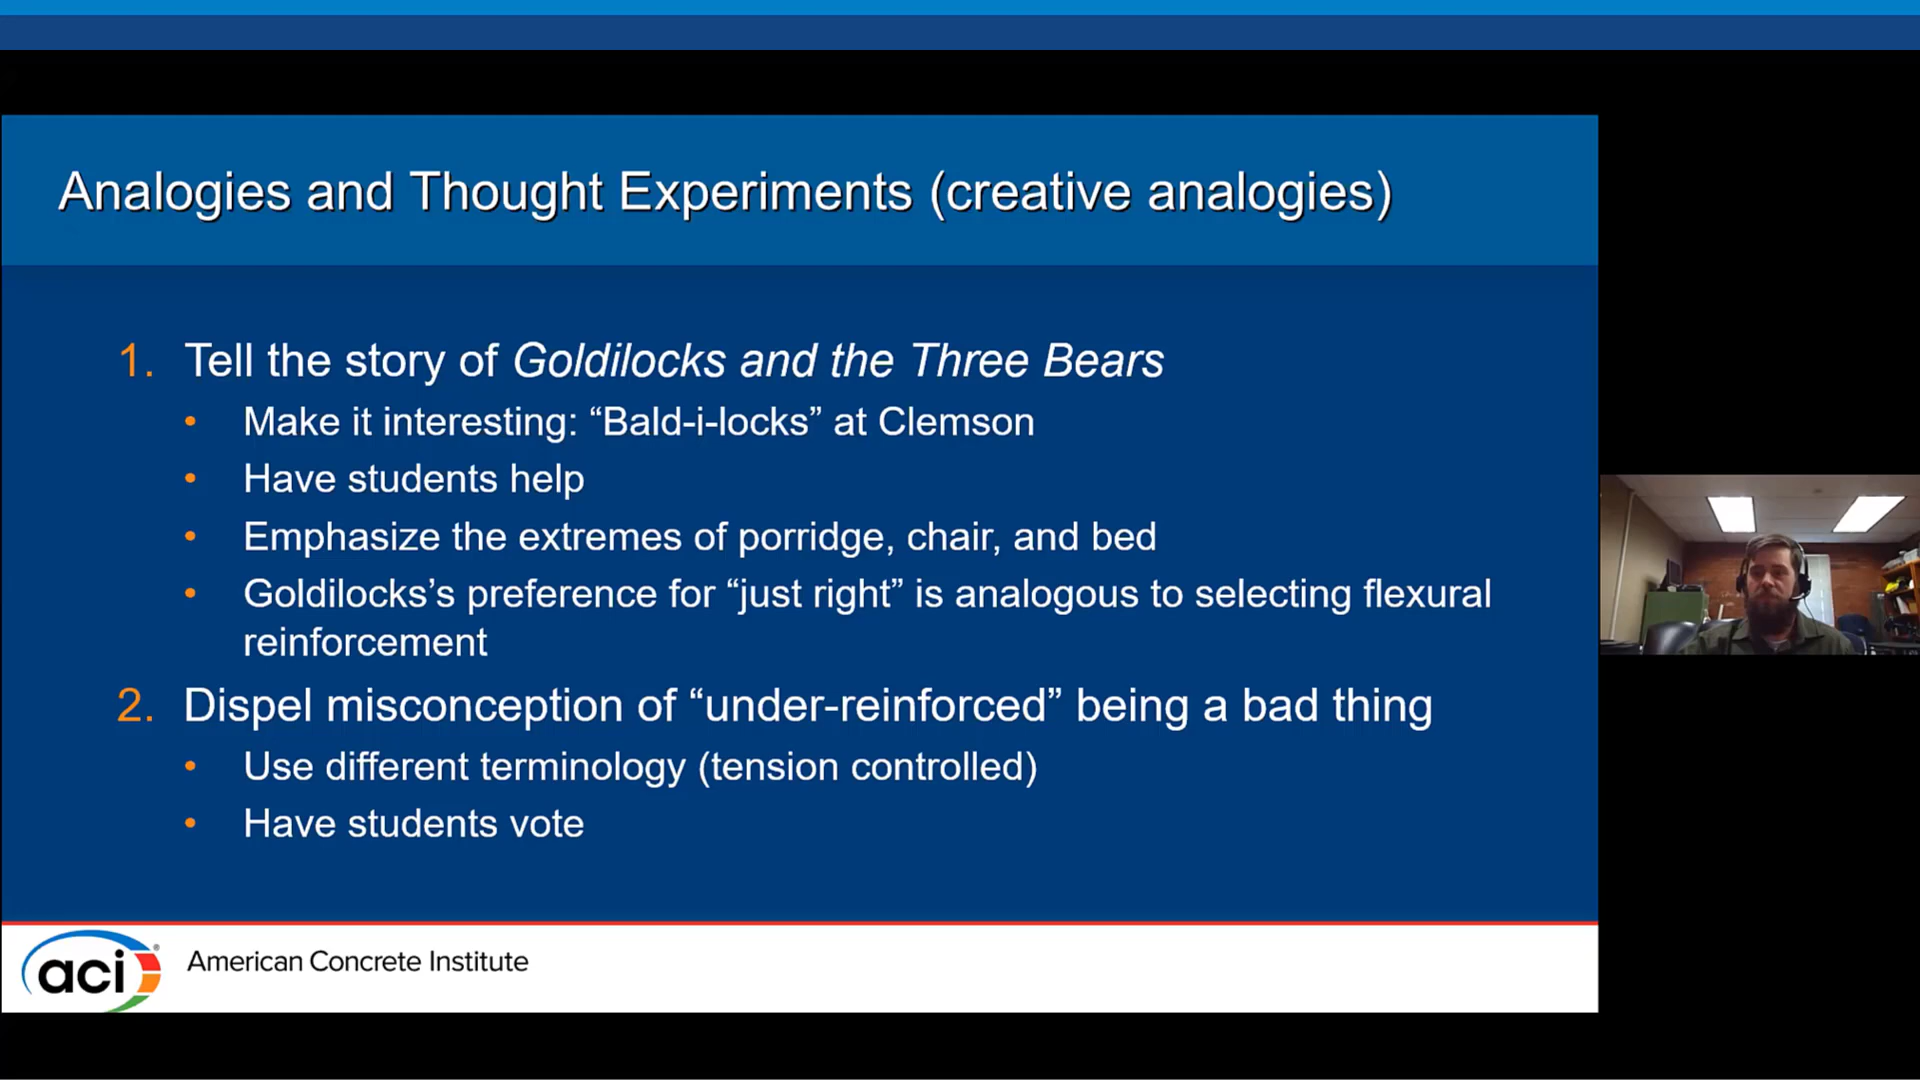 Analogies and Thought Experiments (creative analogies)
1. Tell the story of Goldilocks and the Three Bears
• Make it interesting: “Bald-i-locks” at Clemson
• Have students help
• Emphasize the extremes of porridge, chair, and bed
• Goldilocks’s preference for “just right” is analogous to selecting flexural
reinforcement
2. Dispel misconception of “under-reinforced” being a bad thing
• Use different terminology (tension controlled)
• Have students vote
aci®
American Concrete Institute